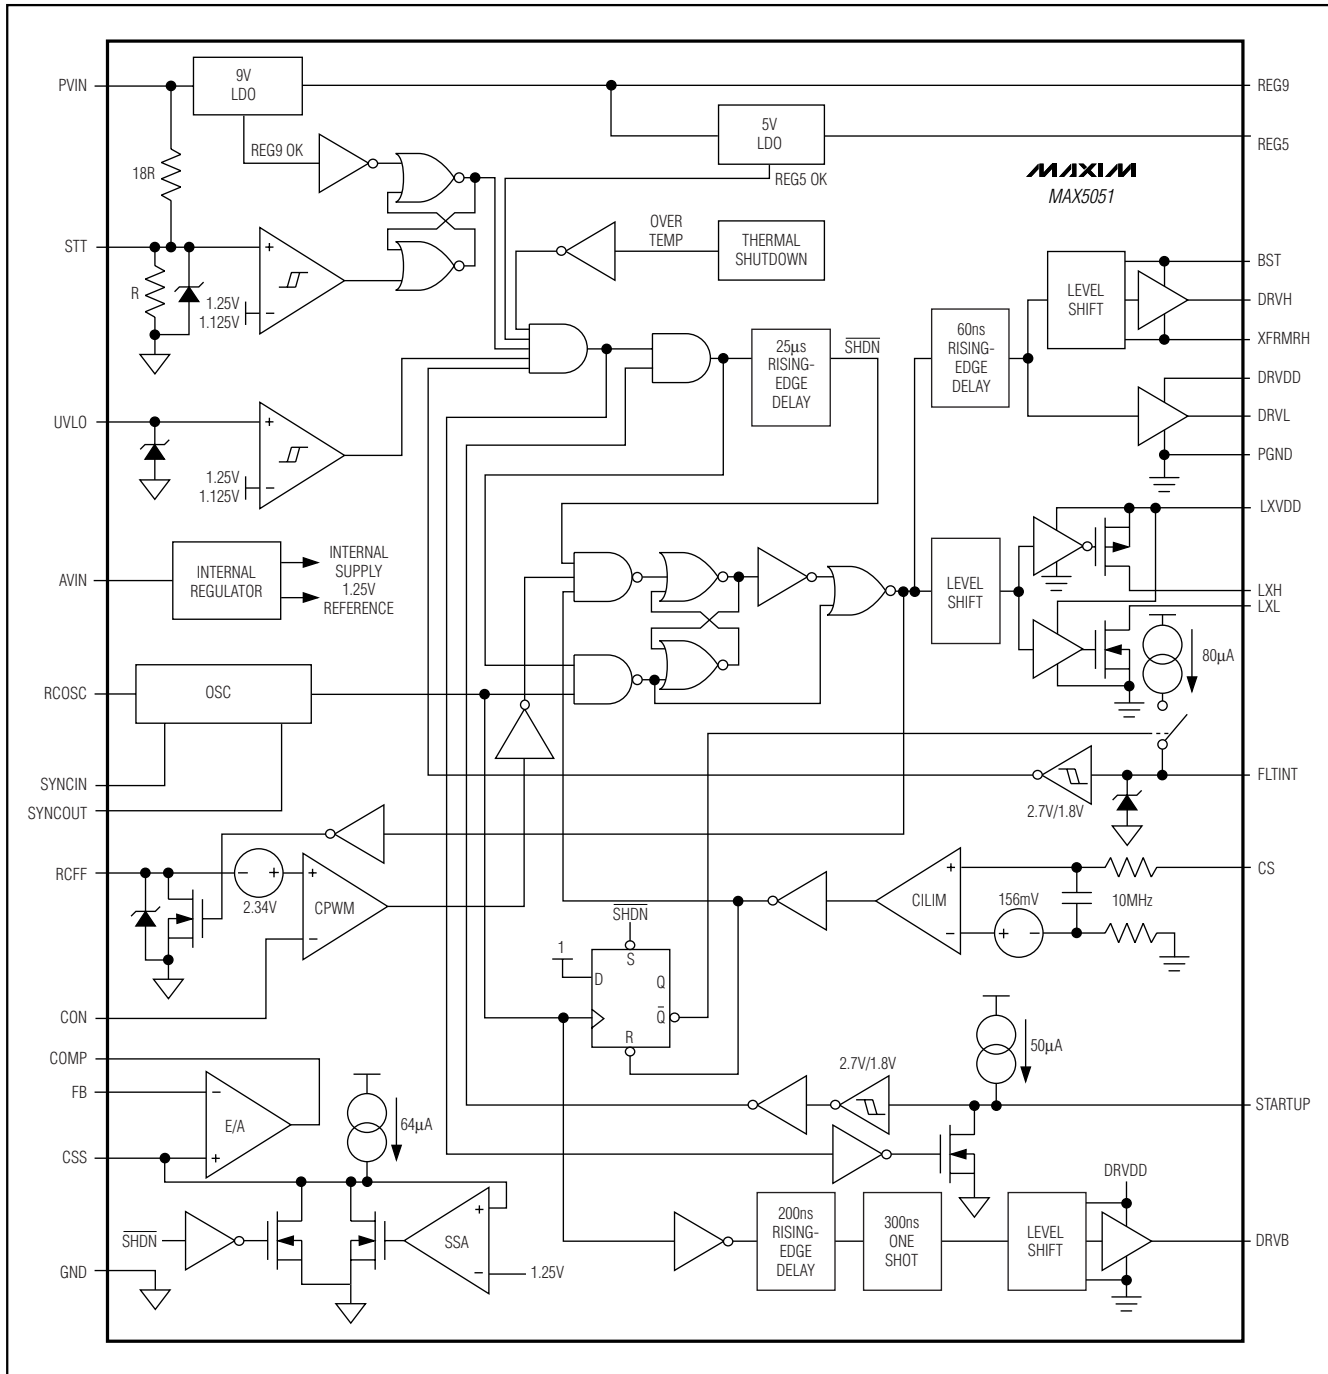 PVIN
9V
LDO
REG9
5V
LDO
REG5
REG9 OK
REG5 OK
18R
MAXIM
MAX5051
STT
OVER
TEMP
THERMAL
SHUTDOWN
+
R
1.25V
1.125V
−
BST
LEVEL
SHIFT
DRVH
XFRMRH
25μs
RISING-
EDGE
DELAY
SHDN
60ns
RISING-
EDGE
DELAY
DRVDD
DRVL
PGND
UVLO
+
1.25V
1.125V
−
LXVDD
AVIN
INTERNAL
REGULATOR
INTERNAL
SUPPLY
1.25V
REFERENCE
LEVEL
SHIFT
LXH
LXL
80μA
RCOSC
OSC
SYNCIN
SYNCOUT
FLTINT
2.7V/1.8V
RCFF
−
+
2.34V
+
CPWM
−
+
CILIM
−
156mV
+
−
10MHz
CS
SHDN
1
S
D
Q
Q
R
CON
COMP
FB
−
E/A
+
CSS
64μA
50μA
2.7V/1.8V
STARTUP
SHDN
+
SSA
−
1.25V
GND
200ns
RISING-
EDGE
DELAY
300ns
ONE
SHOT
LEVEL
SHIFT
DRVDD
DRVB